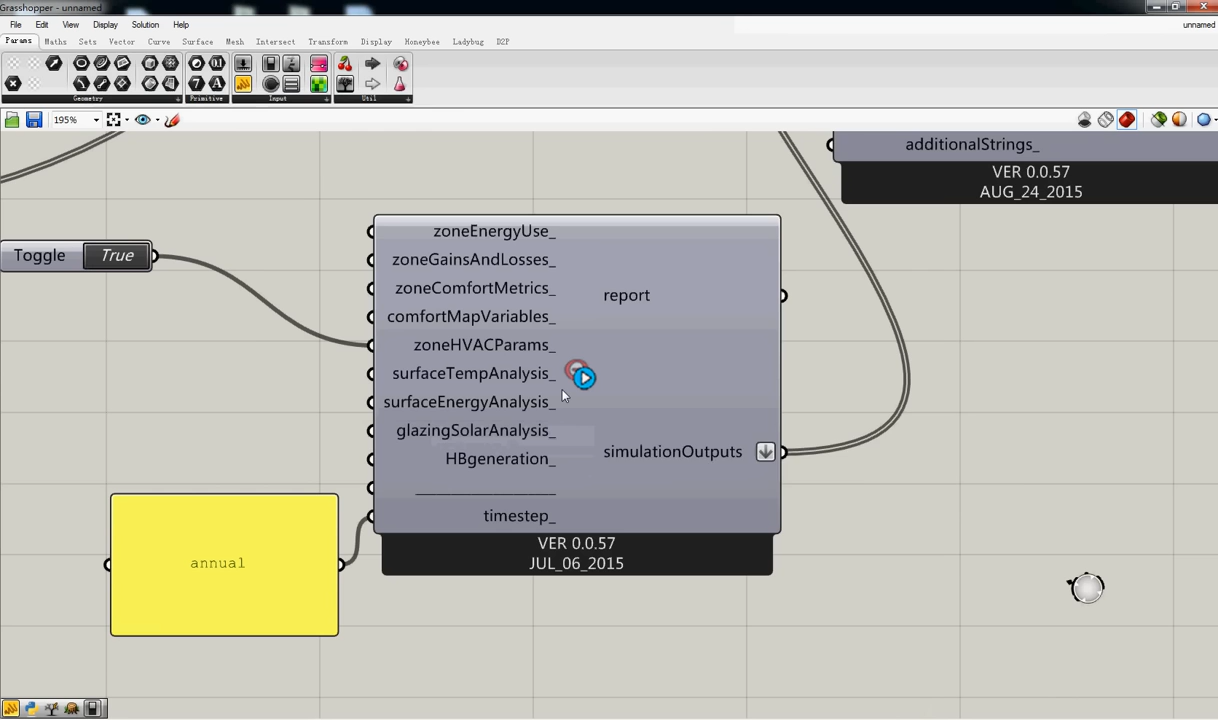 Grasshopper - unnamed
File Edit View Display Solution Help
unnamed
Params Maths Sets Vector Curve Surface Mesh Intersect Transform Display Honeybee Ladybug D2P
Geometry Primitive Input Util
195%
additionalStrings_
VER 0.0.57
AUG_24_2015
zoneEnergyUse_
Toggle True
zoneGainsAndLosses_
zoneComfortMetrics_
report
comfortMapVariables_
zoneHVACParams_
surfaceTempAnalysis_
surfaceEnergyAnalysis_
glazingSolarAnalysis_
simulationOutputs
HBgeneration_
____________________
timestep_
VER 0.0.57
JUL_06_2015
annual